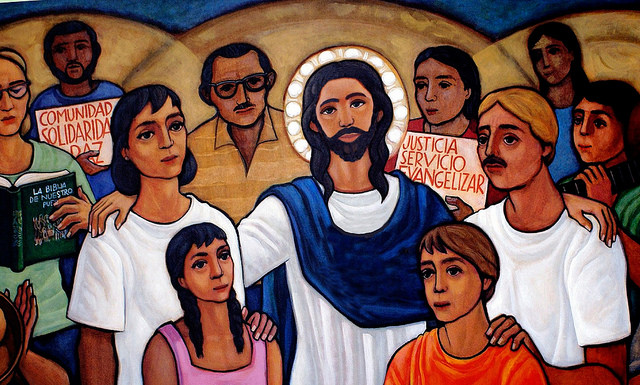 COMUNIDAD
SOLIDARIDA
PAZ
JUSTICIA
SERVICIO
EVANGELIZAR
LA BIBLIA
DE NUESTRO